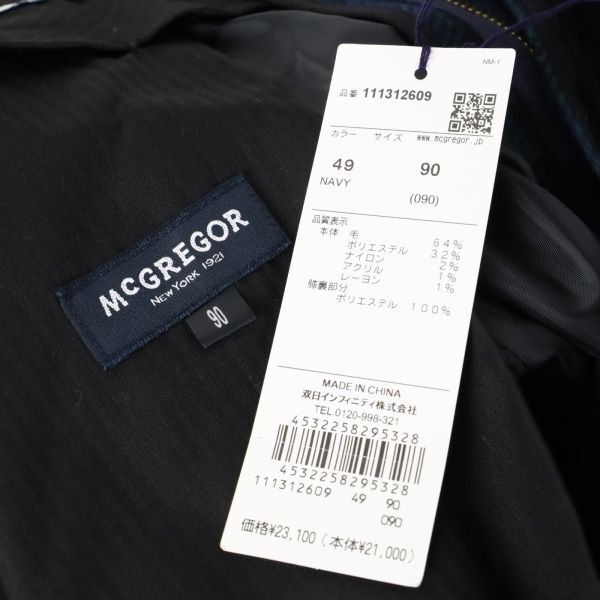 McGREGOR
NEW YORK 1921
90
NM-1
品番 111312609
カラー サイズ www.mcgregor.jp
49 90
NAVY (090)
品質表示
本体 毛 64%
ポリエステル 32%
ナイロン 2%
アクリル 1%
レーヨン 1%
膝裏部分
ポリエステル 100%
MADE IN CHINA
双日インフィニティ株式会社
TEL.0120-998-321
4532258295328
4532258295328
111312609 49 90
090
価格¥23,100 (本体¥21,000)